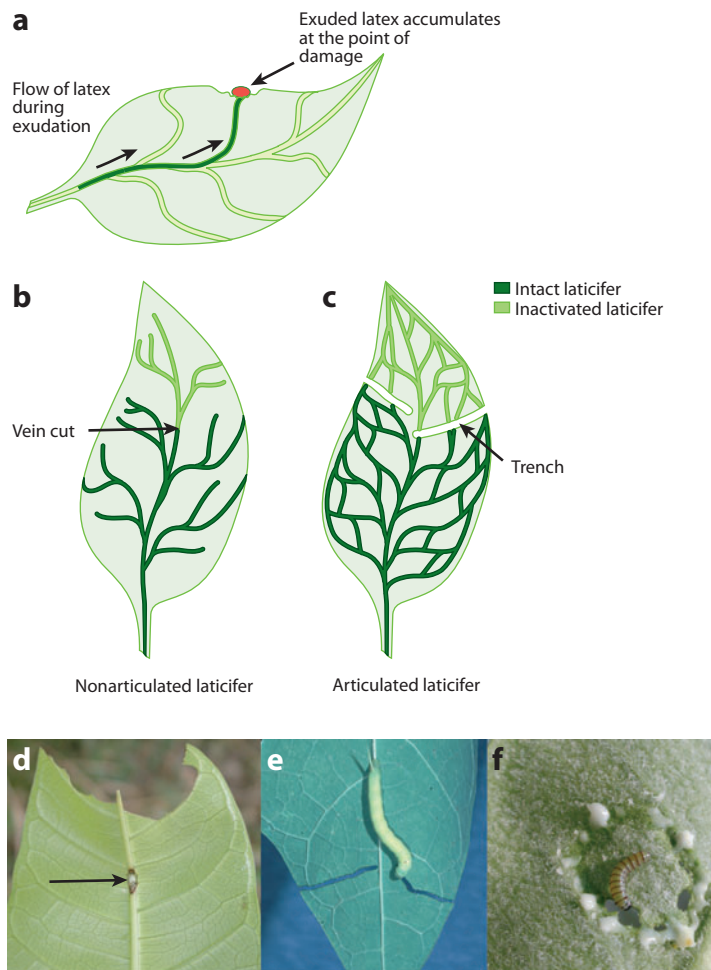 a
Exuded latex accumulates
at the point of
damage
Flow of latex
during
exudation
b
c
Intact laticifer
Inactivated laticifer
Vein cut
Trench
Nonarticulated laticifer
Articulated laticifer
d
e
f